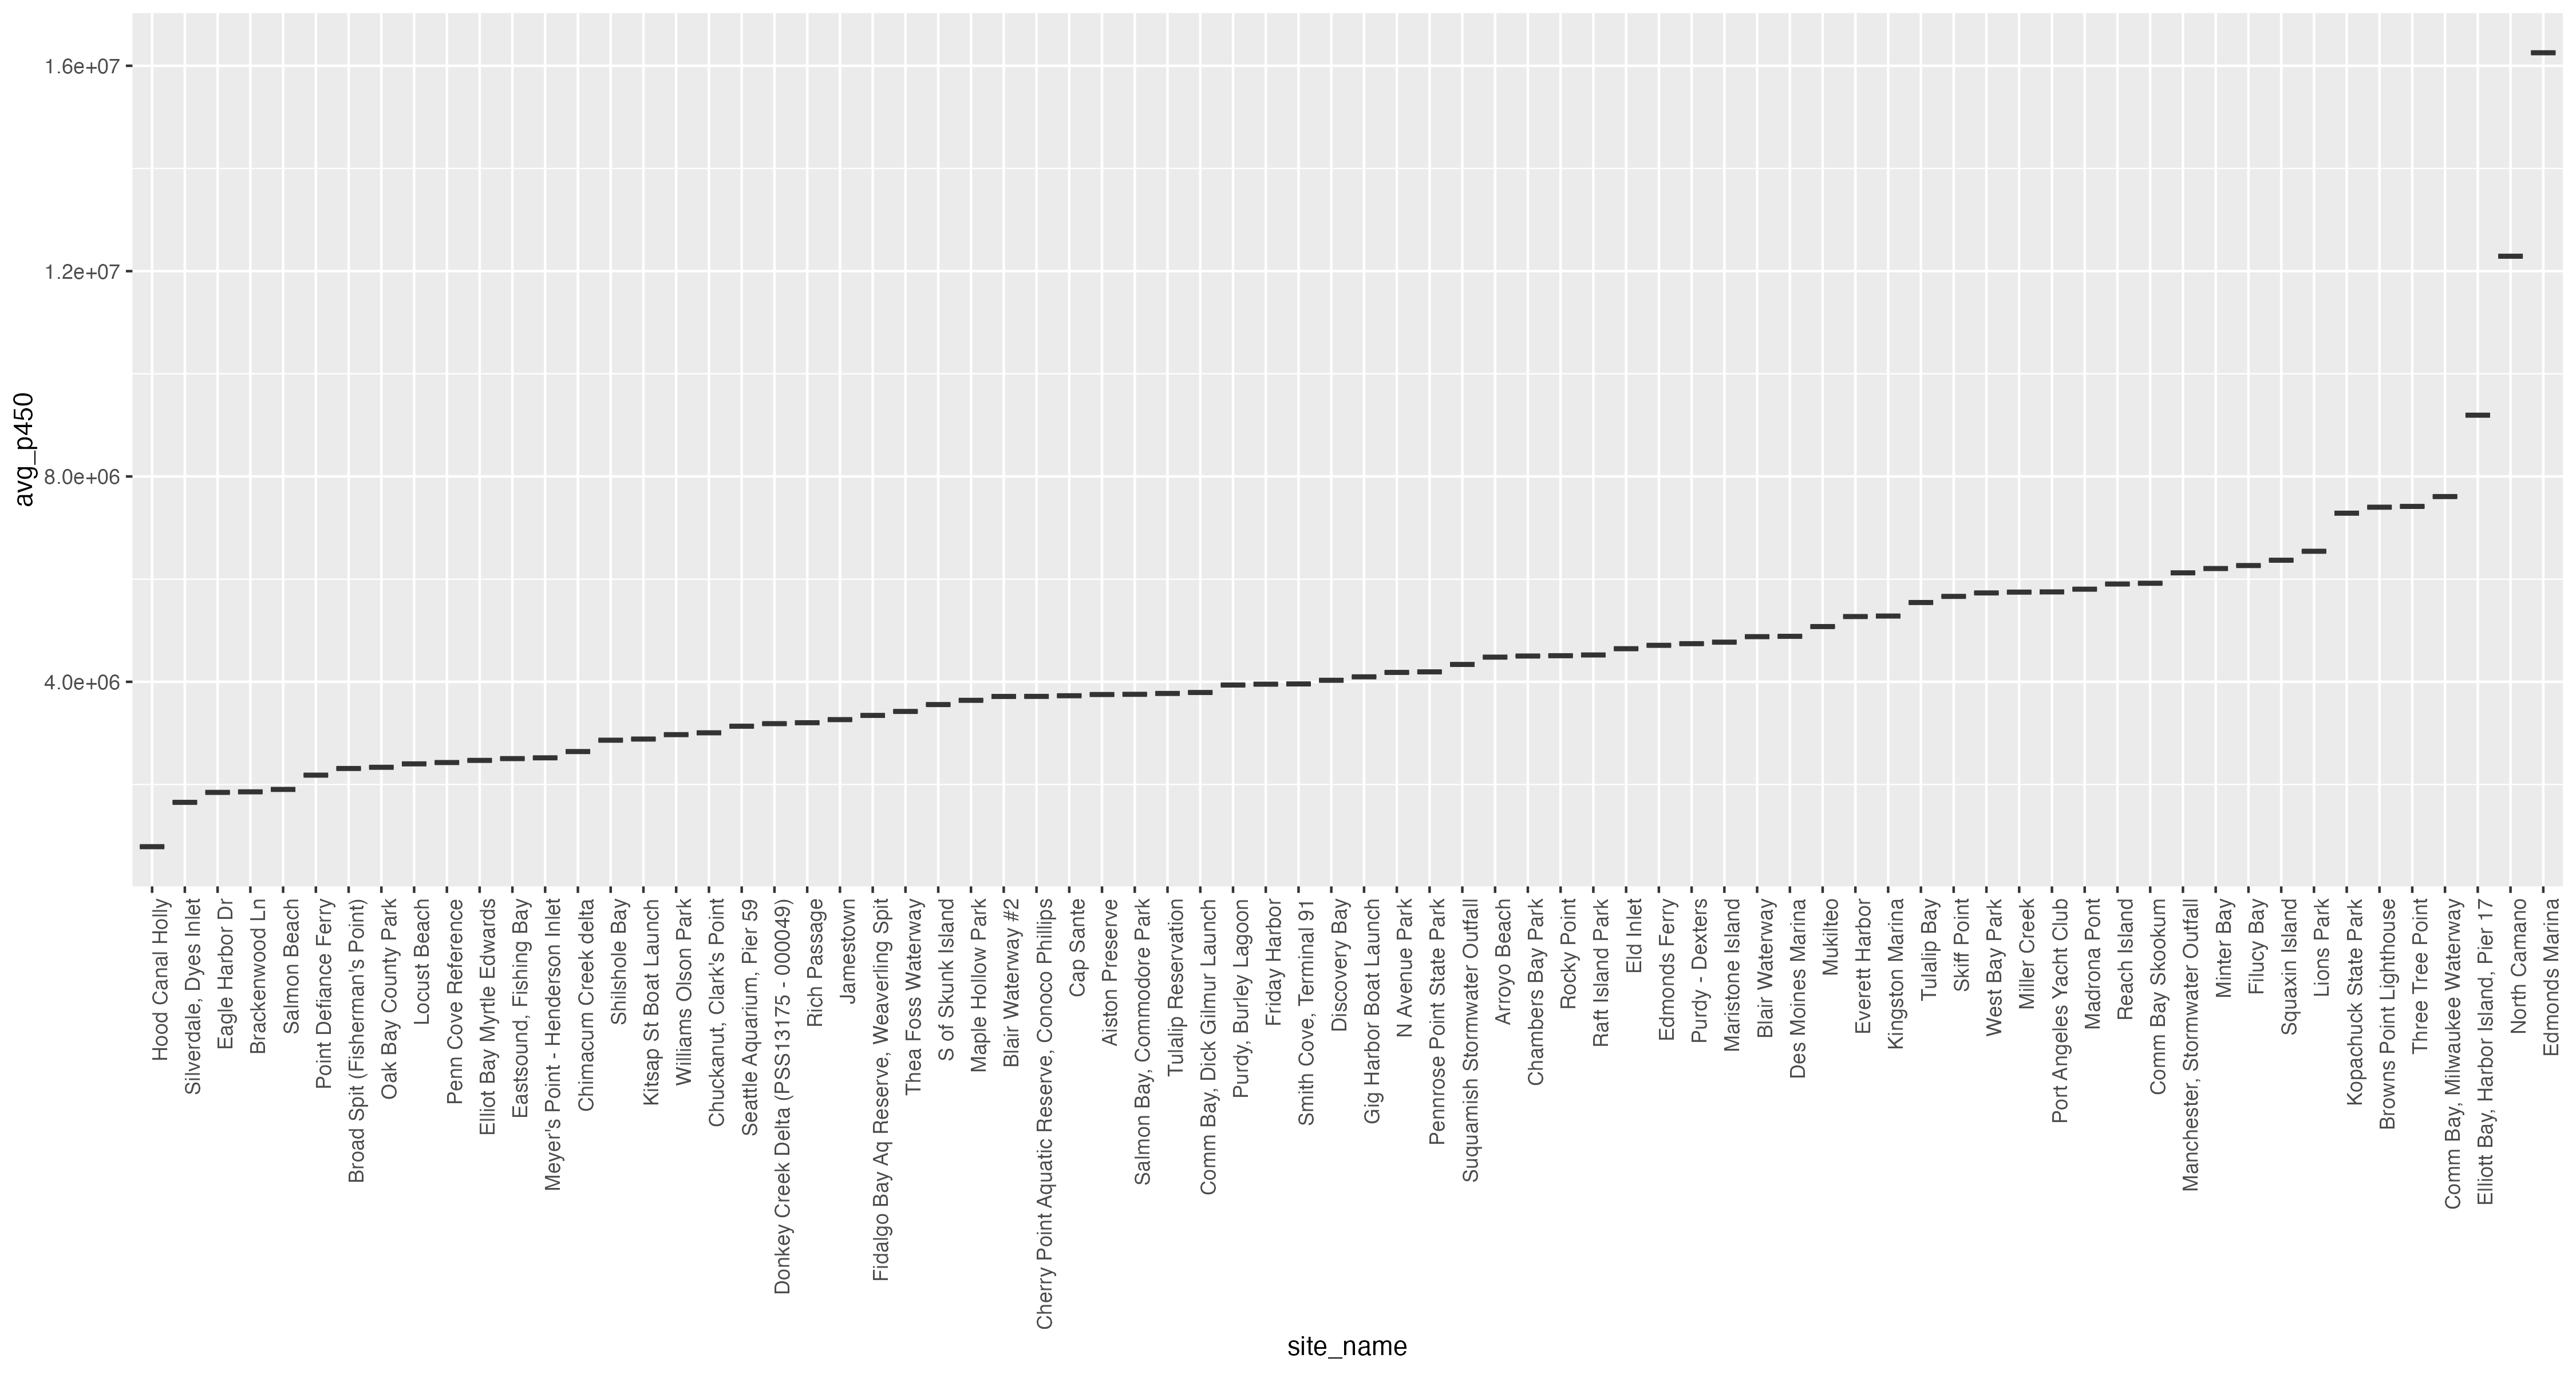 avg_p450
1.6e+07
1.2e+07
8.0e+06
4.0e+06
Hood Canal Holly
Silverdale, Dyes Inlet
Eagle Harbor Dr
Brackenwood Ln
Salmon Beach
Point Defiance Ferry
Broad Spit (Fisherman's Point)
Oak Bay County Park
Locust Beach
Penn Cove Reference
Elliot Bay Myrtle Edwards
Eastsound, Fishing Bay
Meyer's Point - Henderson Inlet
Chimacum Creek delta
Shilshole Bay
Kitsap St Boat Launch
Williams Olson Park
Chuckanut, Clark's Point
Seattle Aquarium, Pier 59
Donkey Creek Delta (PSS13175 - 000049)
Rich Passage
Jamestown
Fidalgo Bay Aq Reserve, Weaverling Spit
Thea Foss Waterway
S of Skunk Island
Maple Hollow Park
Blair Waterway #2
Cherry Point Aquatic Reserve, Conoco Phillips
Cap Sante
Aiston Preserve
Salmon Bay, Commodore Park
Tulalip Reservation
Comm Bay, Dick Gilmur Launch
Purdy, Burley Lagoon
Friday Harbor
Smith Cove, Terminal 91
Discovery Bay
Gig Harbor Boat Launch
N Avenue Park
Pennrose Point State Park
Suquamish Stormwater Outfall
Arroyo Beach
Chambers Bay Park
Rocky Point
Raft Island Park
Eld Inlet
Edmonds Ferry
Purdy - Dexters
Maristone Island
Blair Waterway
Des Moines Marina
Mukilteo
Everett Harbor
Kingston Marina
Tulalip Bay
Skiff Point
West Bay Park
Miller Creek
Port Angeles Yacht Club
Madrona Pont
Reach Island
Comm Bay Skookum
Manchester, Stormwater Outfall
Minter Bay
Filucy Bay
Squaxin Island
Lions Park
Kopachuck State Park
Browns Point Lighthouse
Three Tree Point
Comm Bay, Milwaukee Waterway
Elliott Bay, Harbor Island, Pier 17
North Camano
Edmonds Marina
site_name